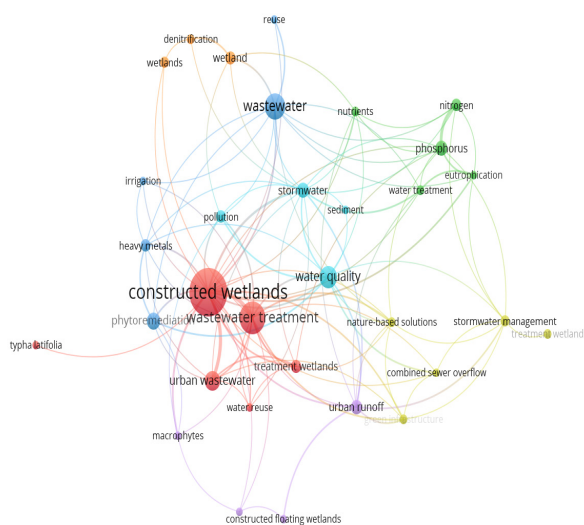 reuse
denitrification
wetlands
wetland
wastewater
nutrients
nitrogen
phosphorus
eutrophication
irrigation
stormwater
water treatment
sediment
pollution
heavy metals
water quality
constructed wetlands
phytoremediation
wastewater treatment
nature-based solutions
stormwater management
treatment wetland
typha latifolia
treatment wetlands
combined sewer overflow
urban wastewater
water reuse
urban runoff
green infrastructure
macrophytes
constructed floating wetlands